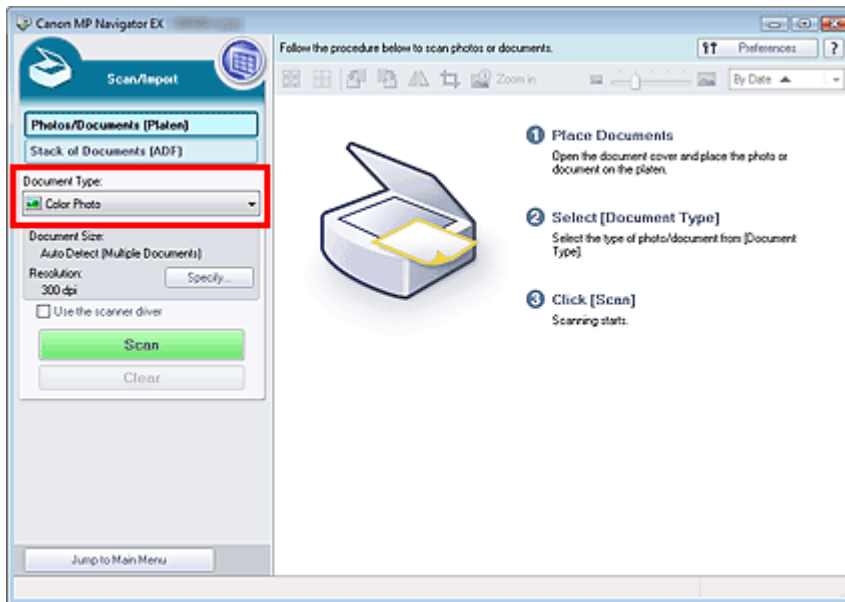 Canon MP Navigator EX
Scan/Import
Follow the procedure below to scan photos or documents.
Preferences
?
Zoom in
By Date
Photos/Documents (Platen)
Stack of Documents (ADF)
Document Type:
Color Photo
Document Size:
Auto Detect (Multiple Documents)
Resolution:
300 dpi
Specify...
Use the scanner diver
Scan
Clear
Jump to Main Menu
1 Place Documents
Open the document cover and place the photo or
document on the platen.
2 Select [Document Type]
Select the type of photo/document from [Document
Type].
3 Click [Scan]
Scanning starts.